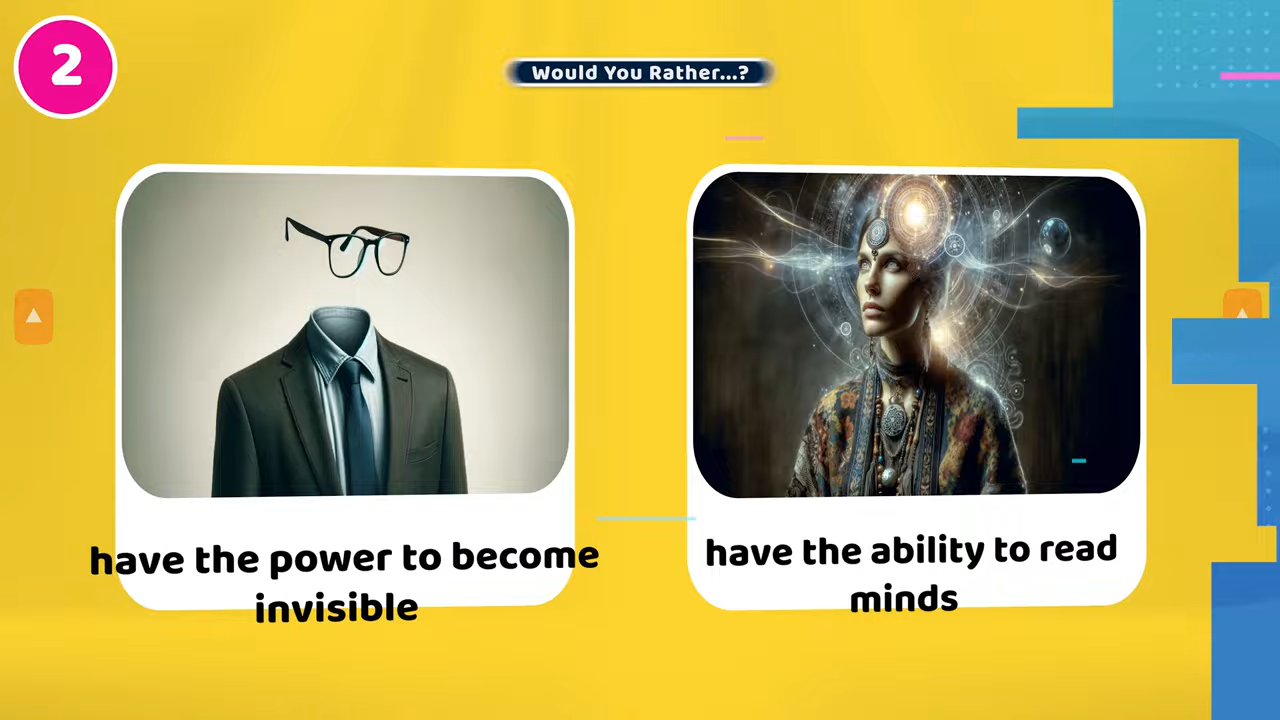 2
Would You Rather...?
have the power to become
invisible
have the ability to read
minds